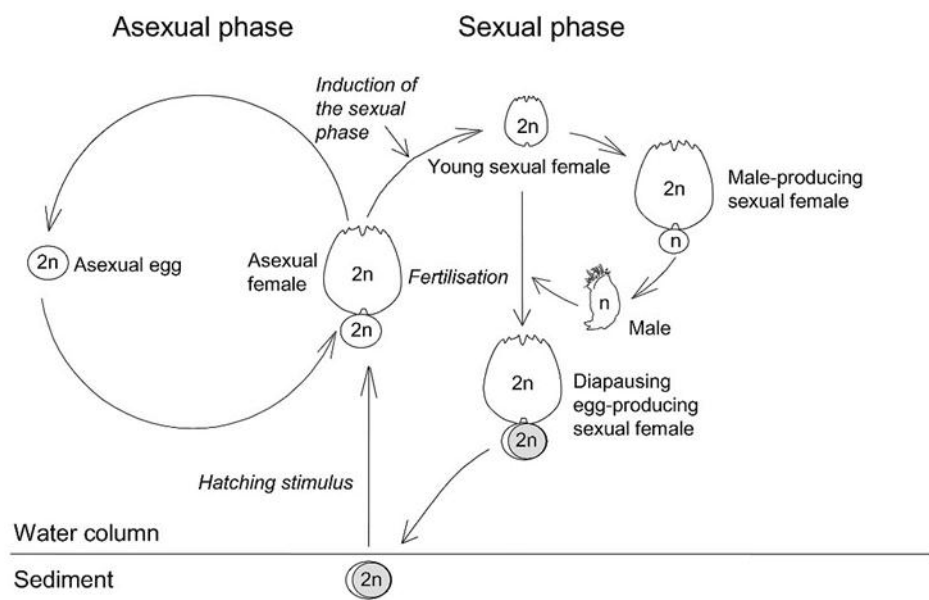 Asexual phase
Sexual phase
Induction of
the sexual
phase
2n
Young sexual female
2n
Male-producing
sexual female
n
2n
Asexual egg
Asexual
female
2n
2n
Fertilisation
n
Male
2n
Diapausing
egg-producing
sexual female
2n
Hatching stimulus
Water column
Sediment
2n